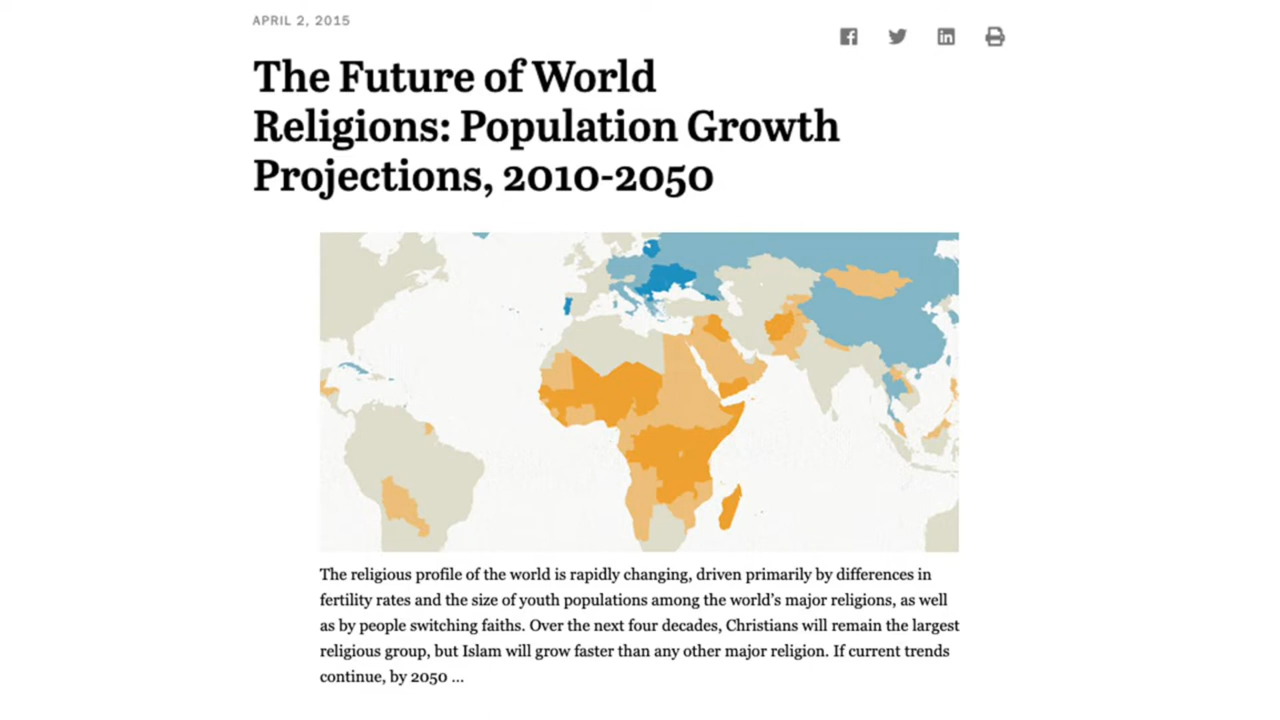 APRIL 2, 2015
The Future of World
Religions: Population Growth
Projections, 2010-2050
The religious profile of the world is rapidly changing, driven primarily by differences in
fertility rates and the size of youth populations among the world’s major religions, as well
as by people switching faiths. Over the next four decades, Christians will remain the largest
religious group, but Islam will grow faster than any other major religion. If current trends
continue, by 2050 ...